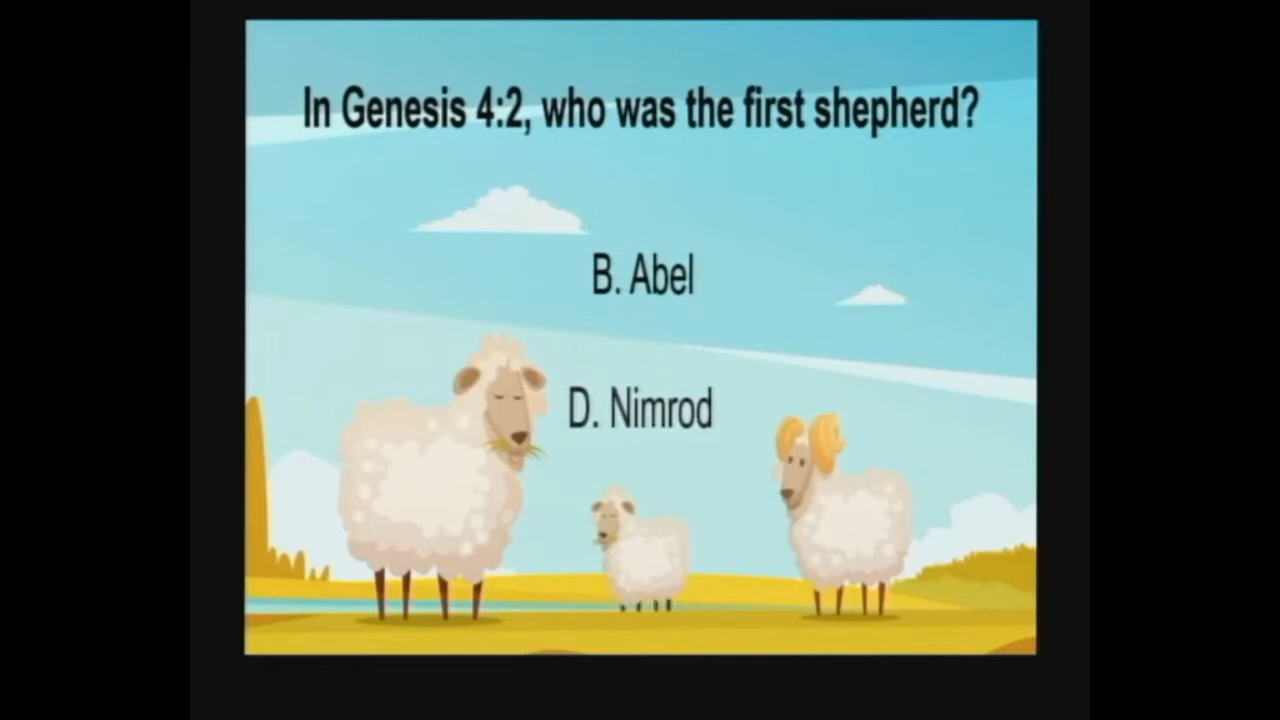 In Genesis 4:2, who was the first shepherd?
B. Abel
D. Nimrod